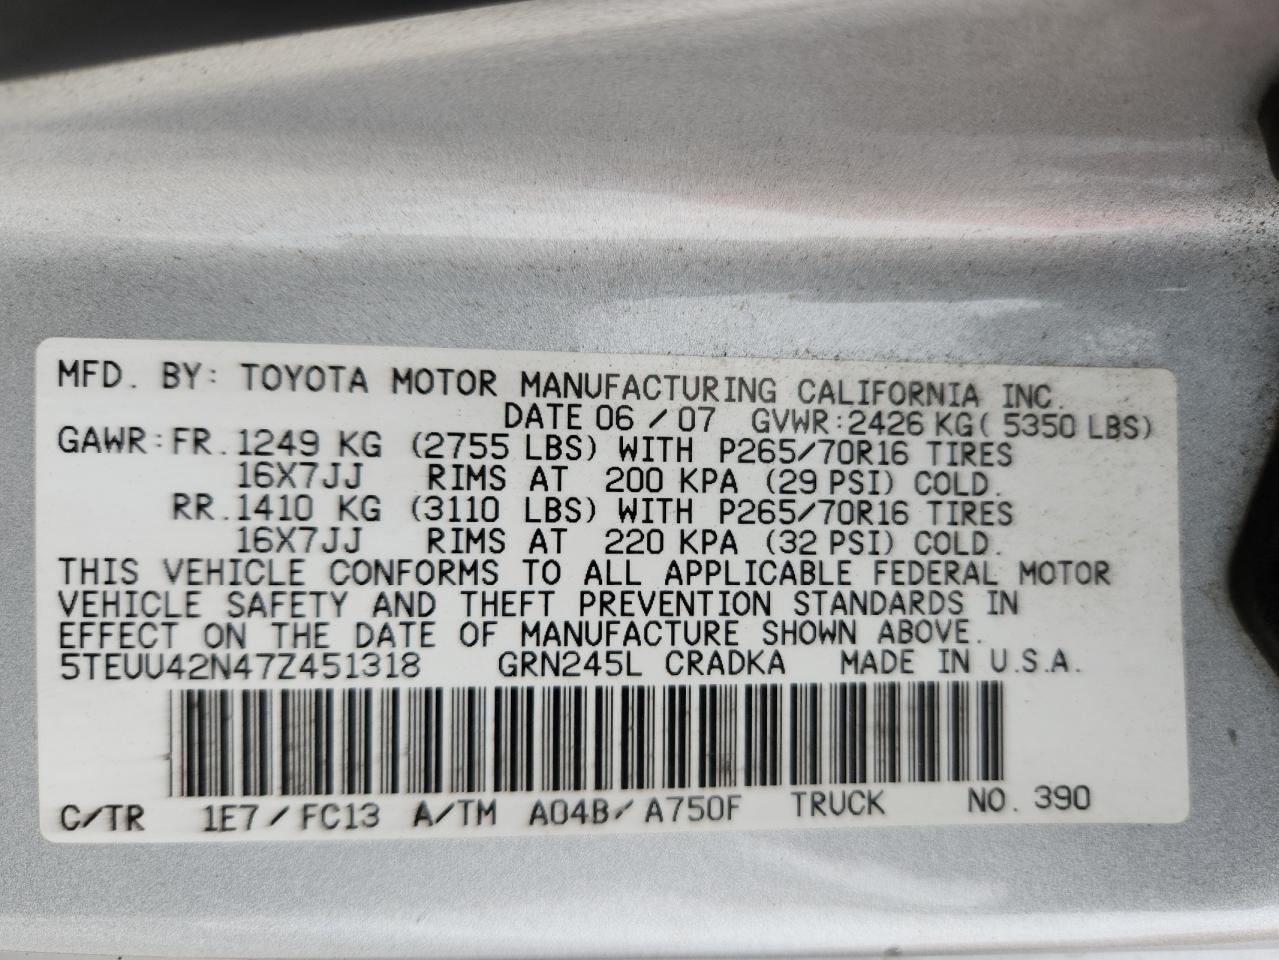 MFD. BY: TOYOTA MOTOR MANUFACTURING CALIFORNIA INC.
DATE 06 / 07 GVWR:2426 KG( 5350 LBS)
GAWR:FR. 1249 KG (2755 LBS) WITH P265/70R16 TIRES
16X7JJ RIMS AT 200 KPA (29 PSI) COLD.
RR. 1410 KG (3110 LBS) WITH P265/70R16 TIRES
16X7JJ RIMS AT 220 KPA (32 PSI) COLD.
THIS VEHICLE CONFORMS TO ALL APPLICABLE FEDERAL MOTOR
VEHICLE SAFETY AND THEFT PREVENTION STANDARDS IN
EFFECT ON THE DATE OF MANUFACTURE SHOWN ABOVE.
5TEUU42N47Z451318 GRN245L CRADKA MADE IN U.S.A.
C/TR 1E7 / FC13 A/TM A04B/ A750F TRUCK NO. 390